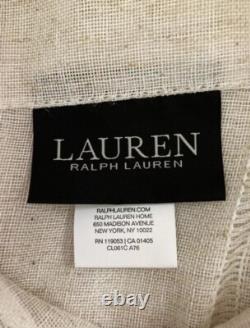 LAUREN
RALPH LAUREN
RALPHLAUREN.COM
RALPH LAUREN HOME
650 MADISON AVENUE
NEW YORK, NY 10022
RN 119053 | CA 01405
CL061C A76